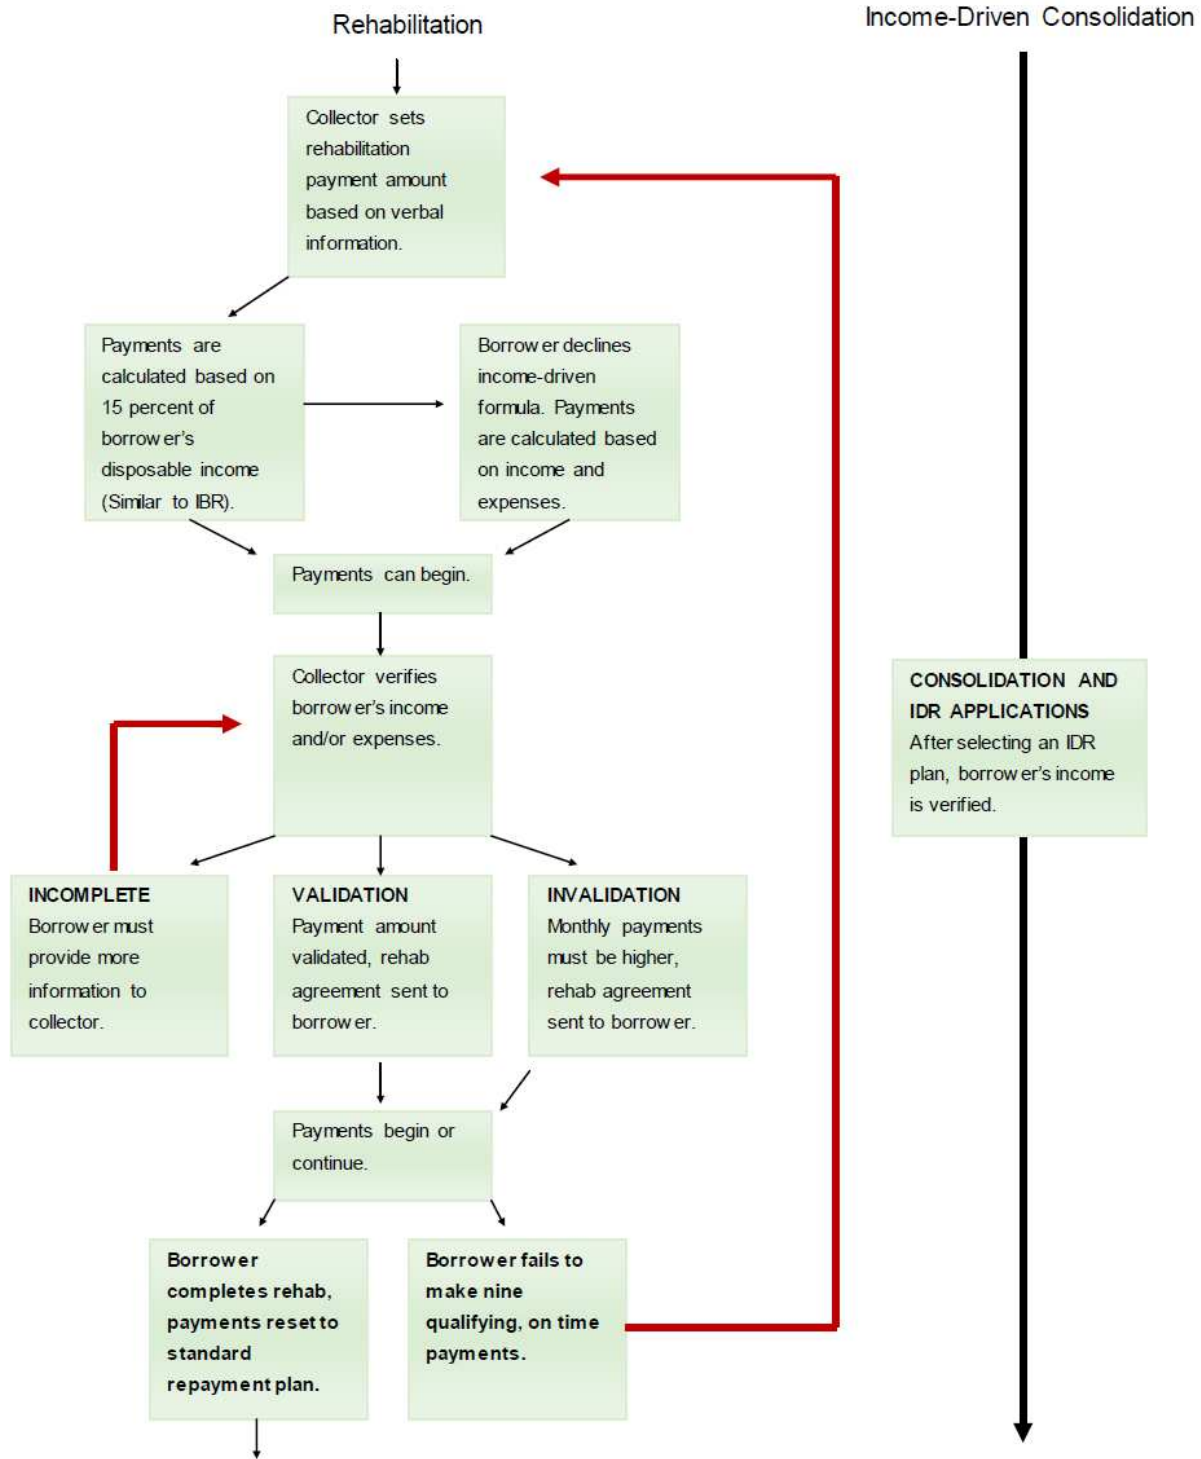 Rehabilitation
Income-Driven Consolidation
Collector sets
rehabilitation
payment amount
based on verbal
information.
Payments are
calculated based on
15 percent of
borrower's
disposable income
(Similar to IBR).
Borrower declines
income-driven
formula. Payments
are calculated based
on income and
expenses.
Payments can begin.
Collector verifies
borrower's income
and/or expenses.
CONSOLIDATION AND
IDR APPLICATIONS
After selecting an IDR
plan, borrower's income
is verified.
INCOMPLETE
Borrower must
provide more
information to
collector.
VALIDATION
Payment amount
validated, rehab
agreement sent to
borrower.
INVALIDATION
Monthly payments
must be higher,
rehab agreement
sent to borrower.
Payments begin or
continue.
Borrower
completes rehab,
payments reset to
standard
repayment plan.
Borrower fails to
make nine
qualifying, on time
payments.